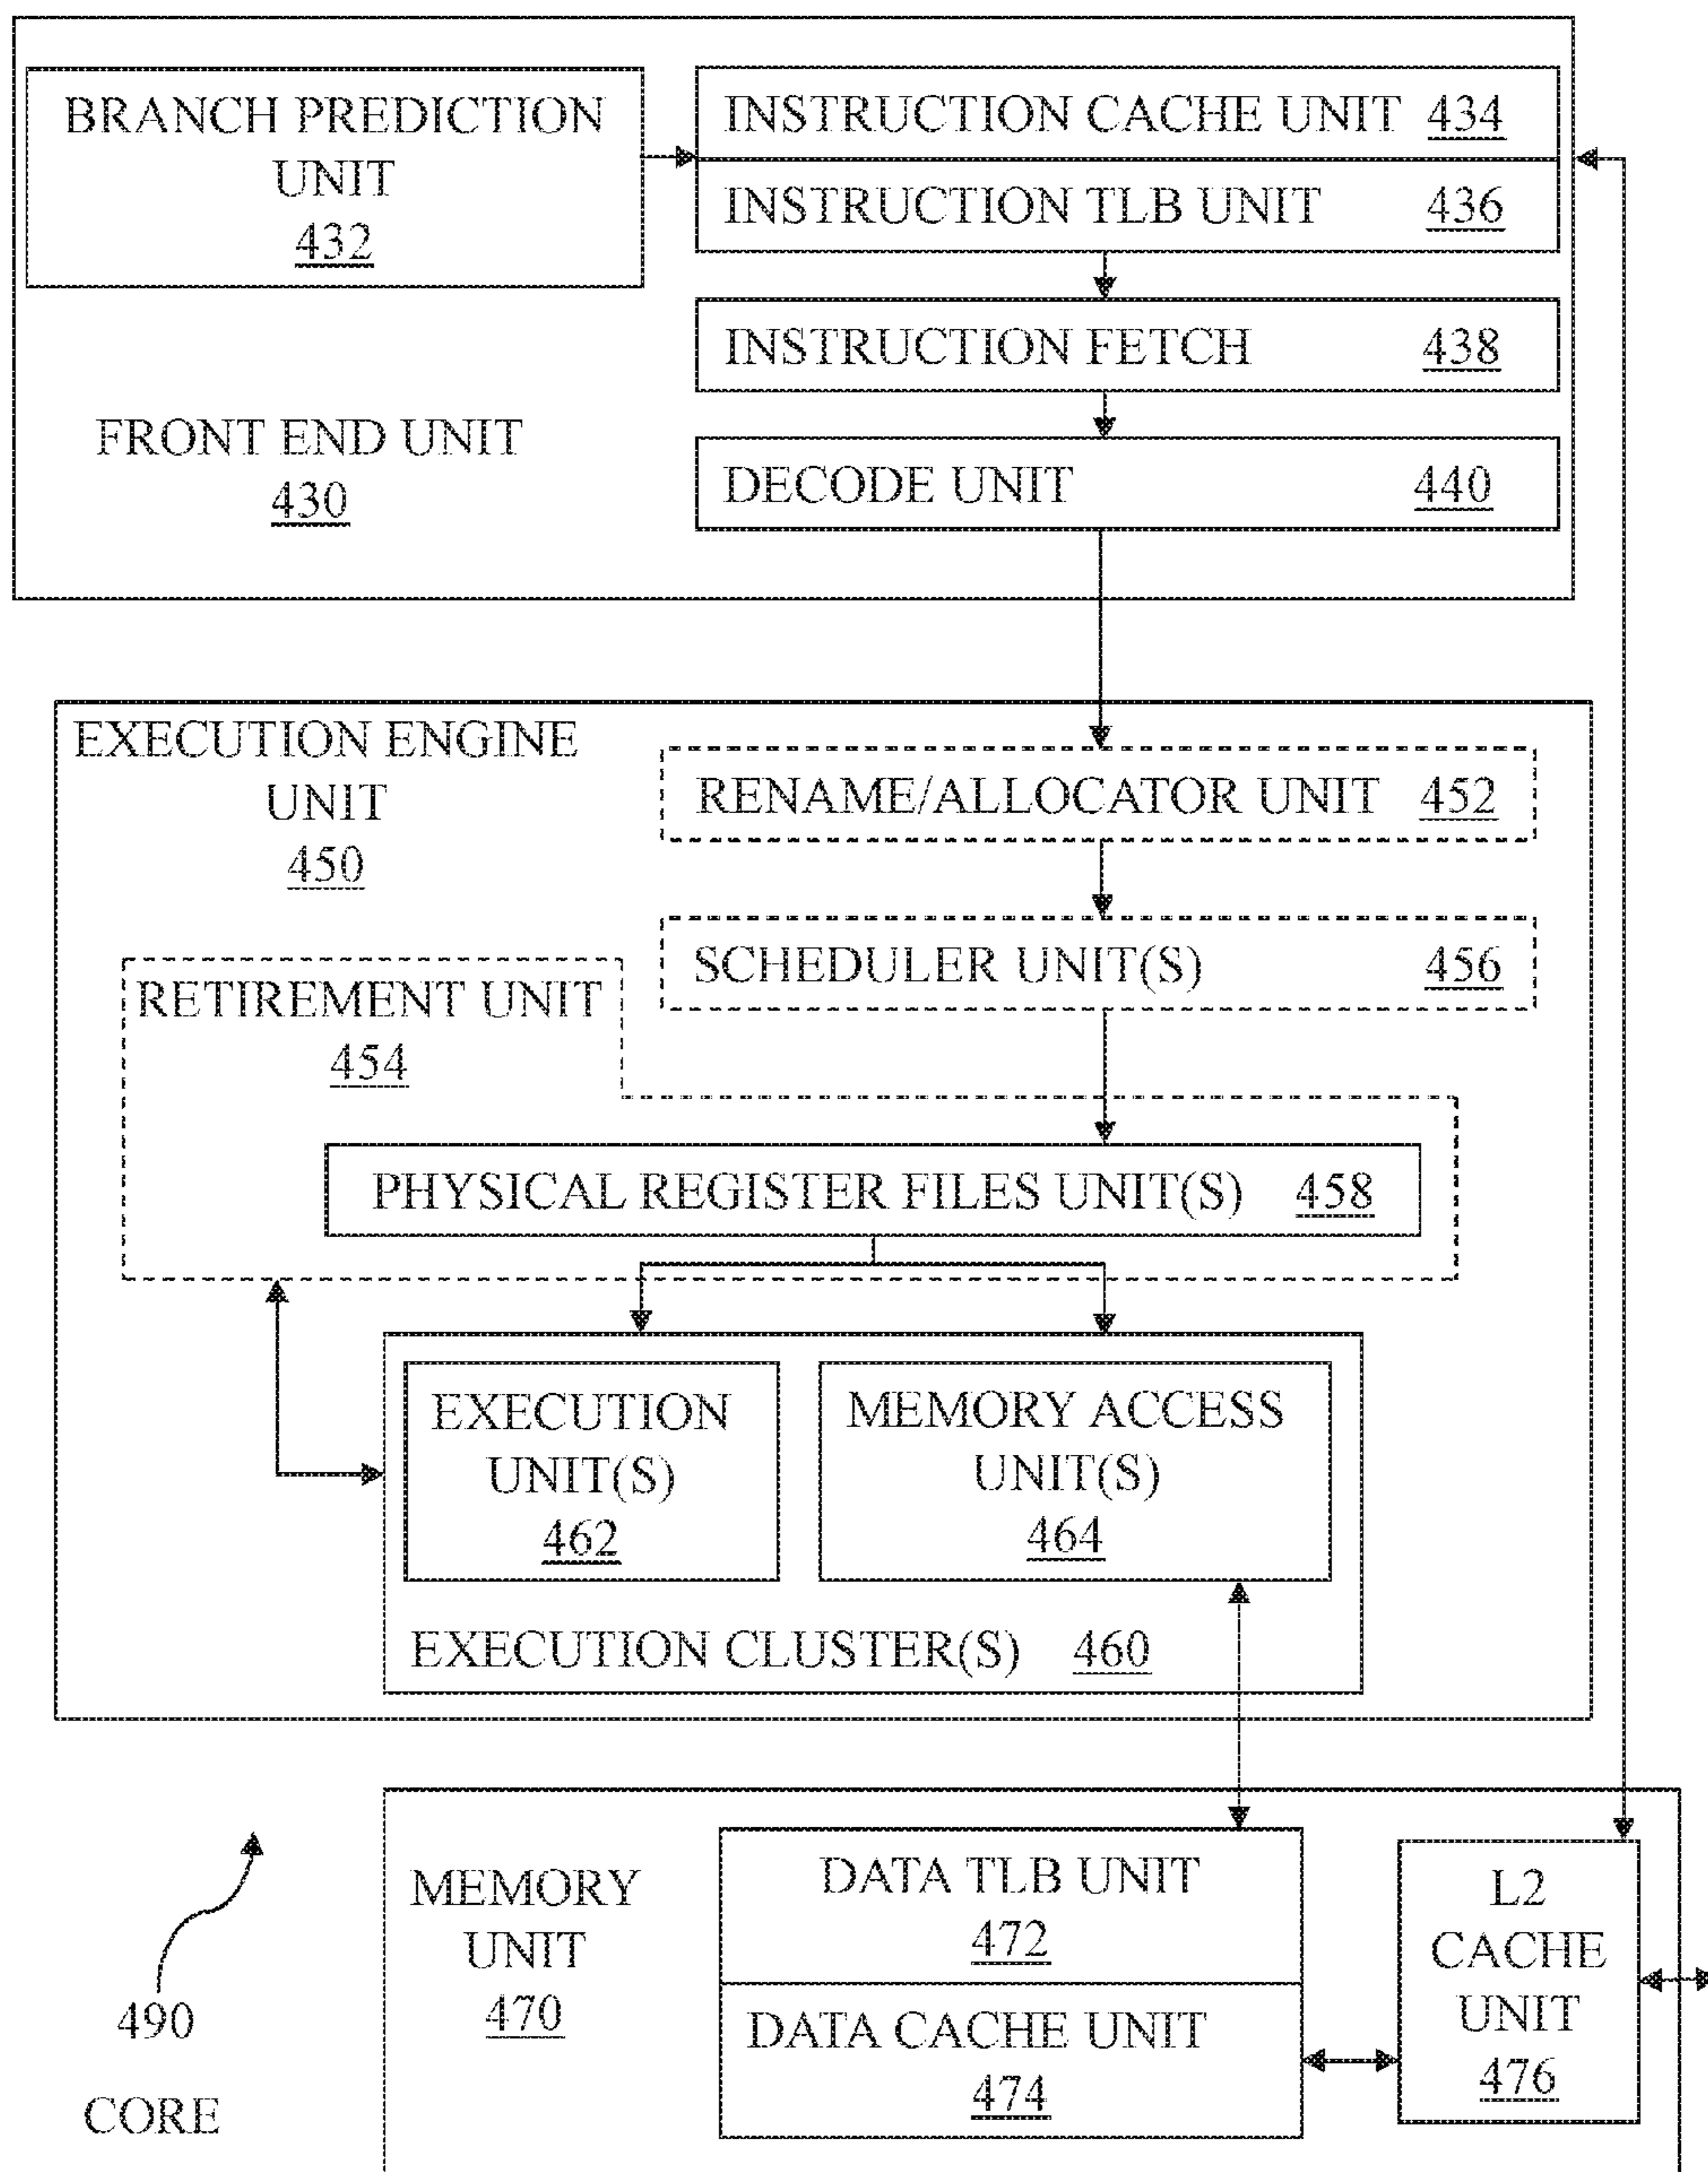 BRANCH PREDICTION
UNIT
432
INSTRUCTION CACHE UNIT 434
INSTRUCTION TLB UNIT 436
INSTRUCTION FETCH 438
FRONT END UNIT
430
DECODE UNIT 440
EXECUTION ENGINE
UNIT
450
RENAME/ALLOCATOR UNIT 452
SCHEDULER UNIT(S) 456
RETIREMENT UNIT
454
PHYSICAL REGISTER FILES UNIT(S) 458
EXECUTION
UNIT(S)
462
MEMORY ACCESS
UNIT(S)
464
EXECUTION CLUSTER(S) 460
MEMORY
UNIT
470
DATA TLB UNIT
472
DATA CACHE UNIT
474
L2
CACHE
UNIT
476
490
CORE